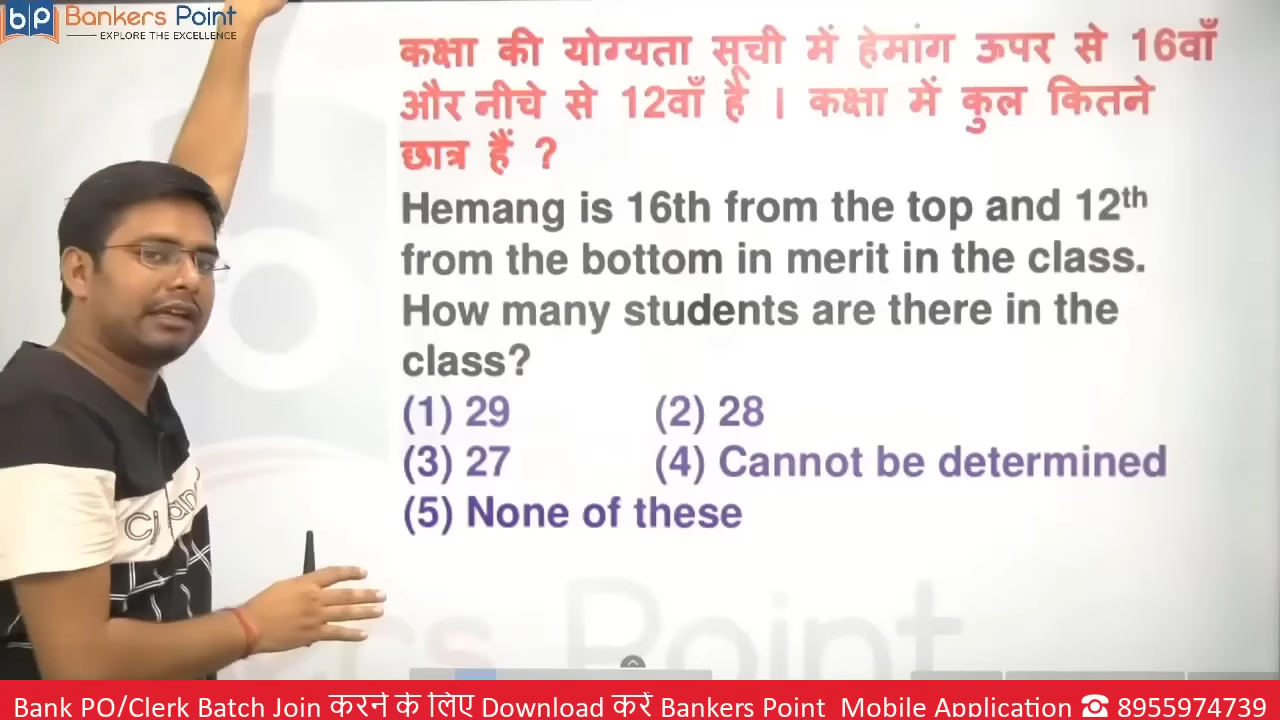 bp Bankers Point
EXPLORE THE EXCELLENCE
कक्षा की योग्यता सूची में हेमांग ऊपर से 16वाँ
और नीचे से 12वाँ है । कक्षा में कुल कितने
छात्र हैं ?
Hemang is 16th from the top and 12th
from the bottom in merit in the class.
How many students are there in the
class?
(1) 29 (2) 28
(3) 27 (4) Cannot be determined
(5) None of these
ers Point
Bank PO/Clerk Batch Join करने के लिए Download करें Bankers Point Mobile Application ☎ 8955974739